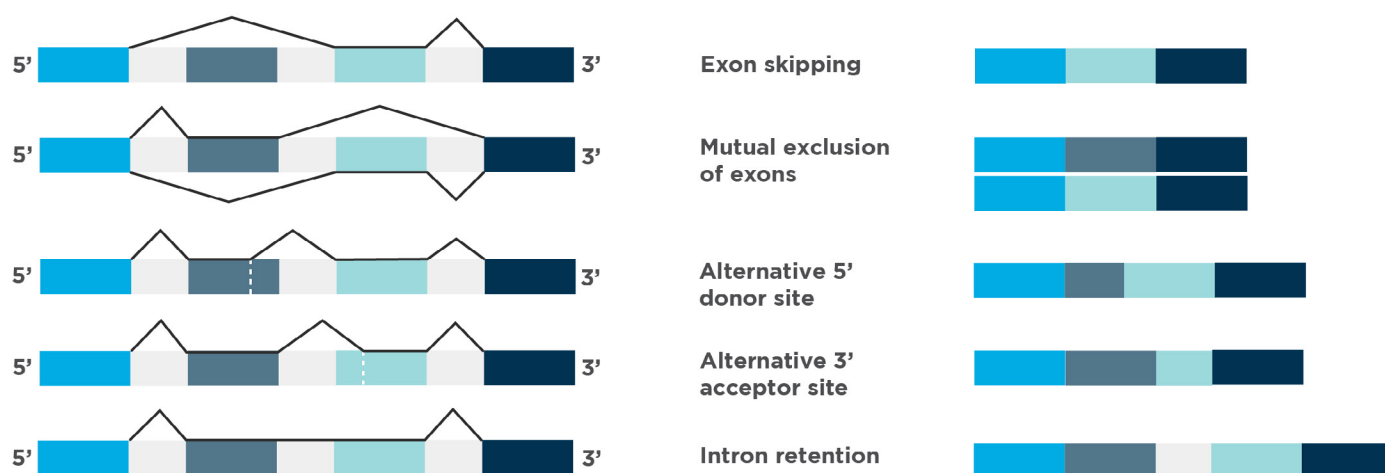 5’ 3’ Exon skipping
5’ 3’ Mutual exclusion
of exons
5’ 3’ Alternative 5’
donor site
5’ 3’ Alternative 3’
acceptor site
5’ 3’ Intron retention